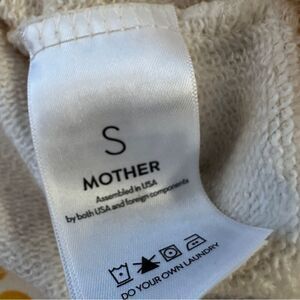 S
MOTHER
Assembled in USA
by both USA and foreign components
DO YOUR OWN LAUNDRY